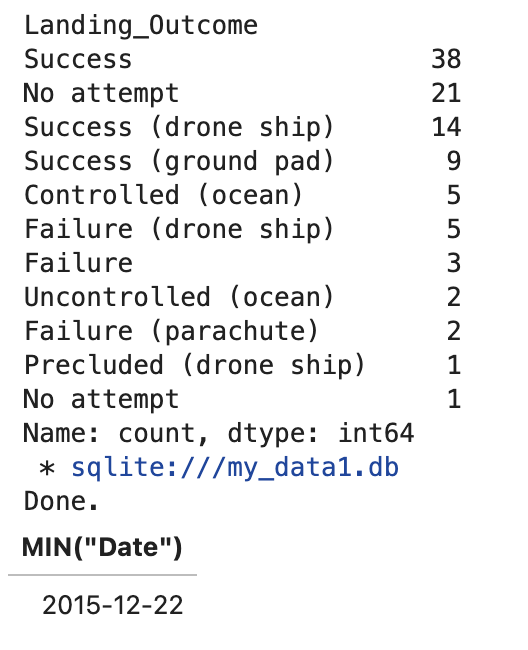 Landing_Outcome
Success 38
No attempt 21
Success (drone ship) 14
Success (ground pad) 9
Controlled (ocean) 5
Failure (drone ship) 5
Failure 3
Uncontrolled (ocean) 2
Failure (parachute) 2
Precluded (drone ship) 1
No attempt 1
Name: count, dtype: int64
* sqlite:///my_data1.db
Done.
MIN("Date")
2015-12-22